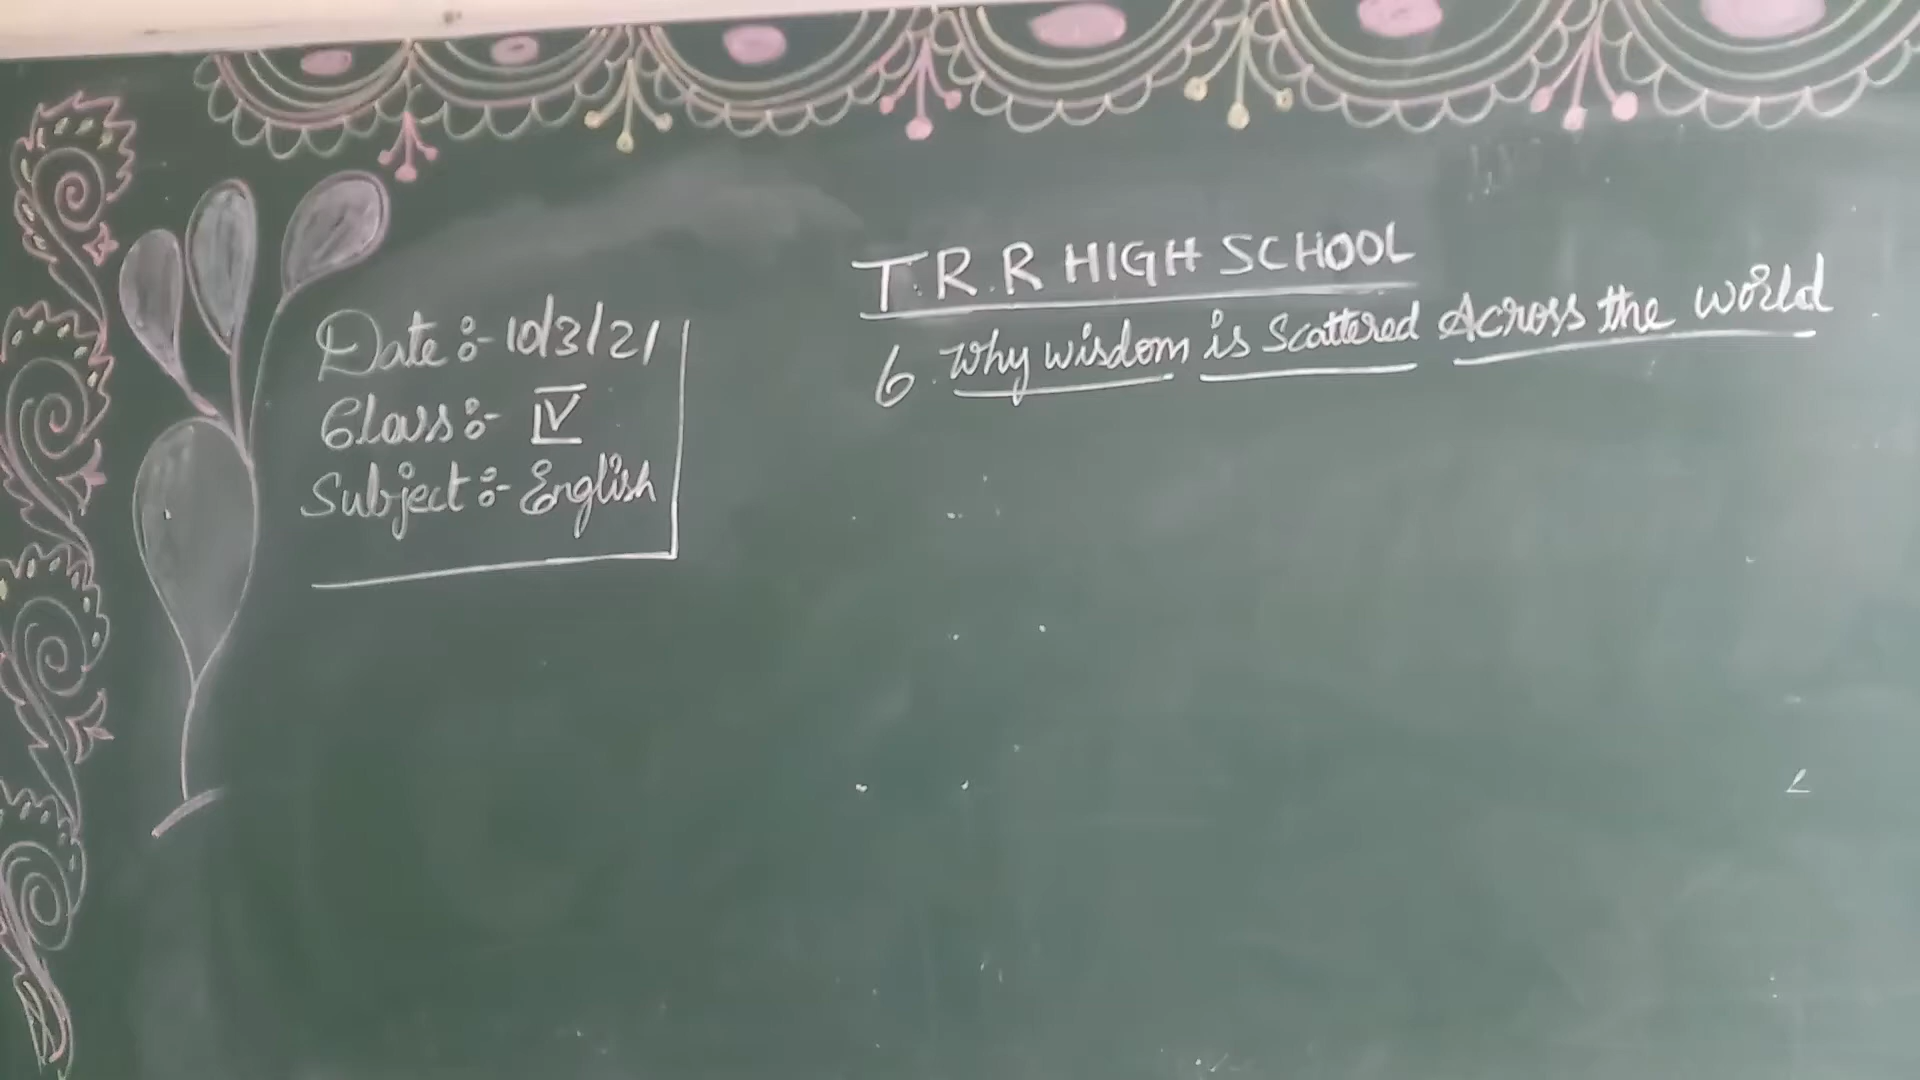 T.R.R HIGH SCHOOL
6. Why wisdom is Scattered Across the world
Date :- 10/3/21
Class :- IV
Subject :- English